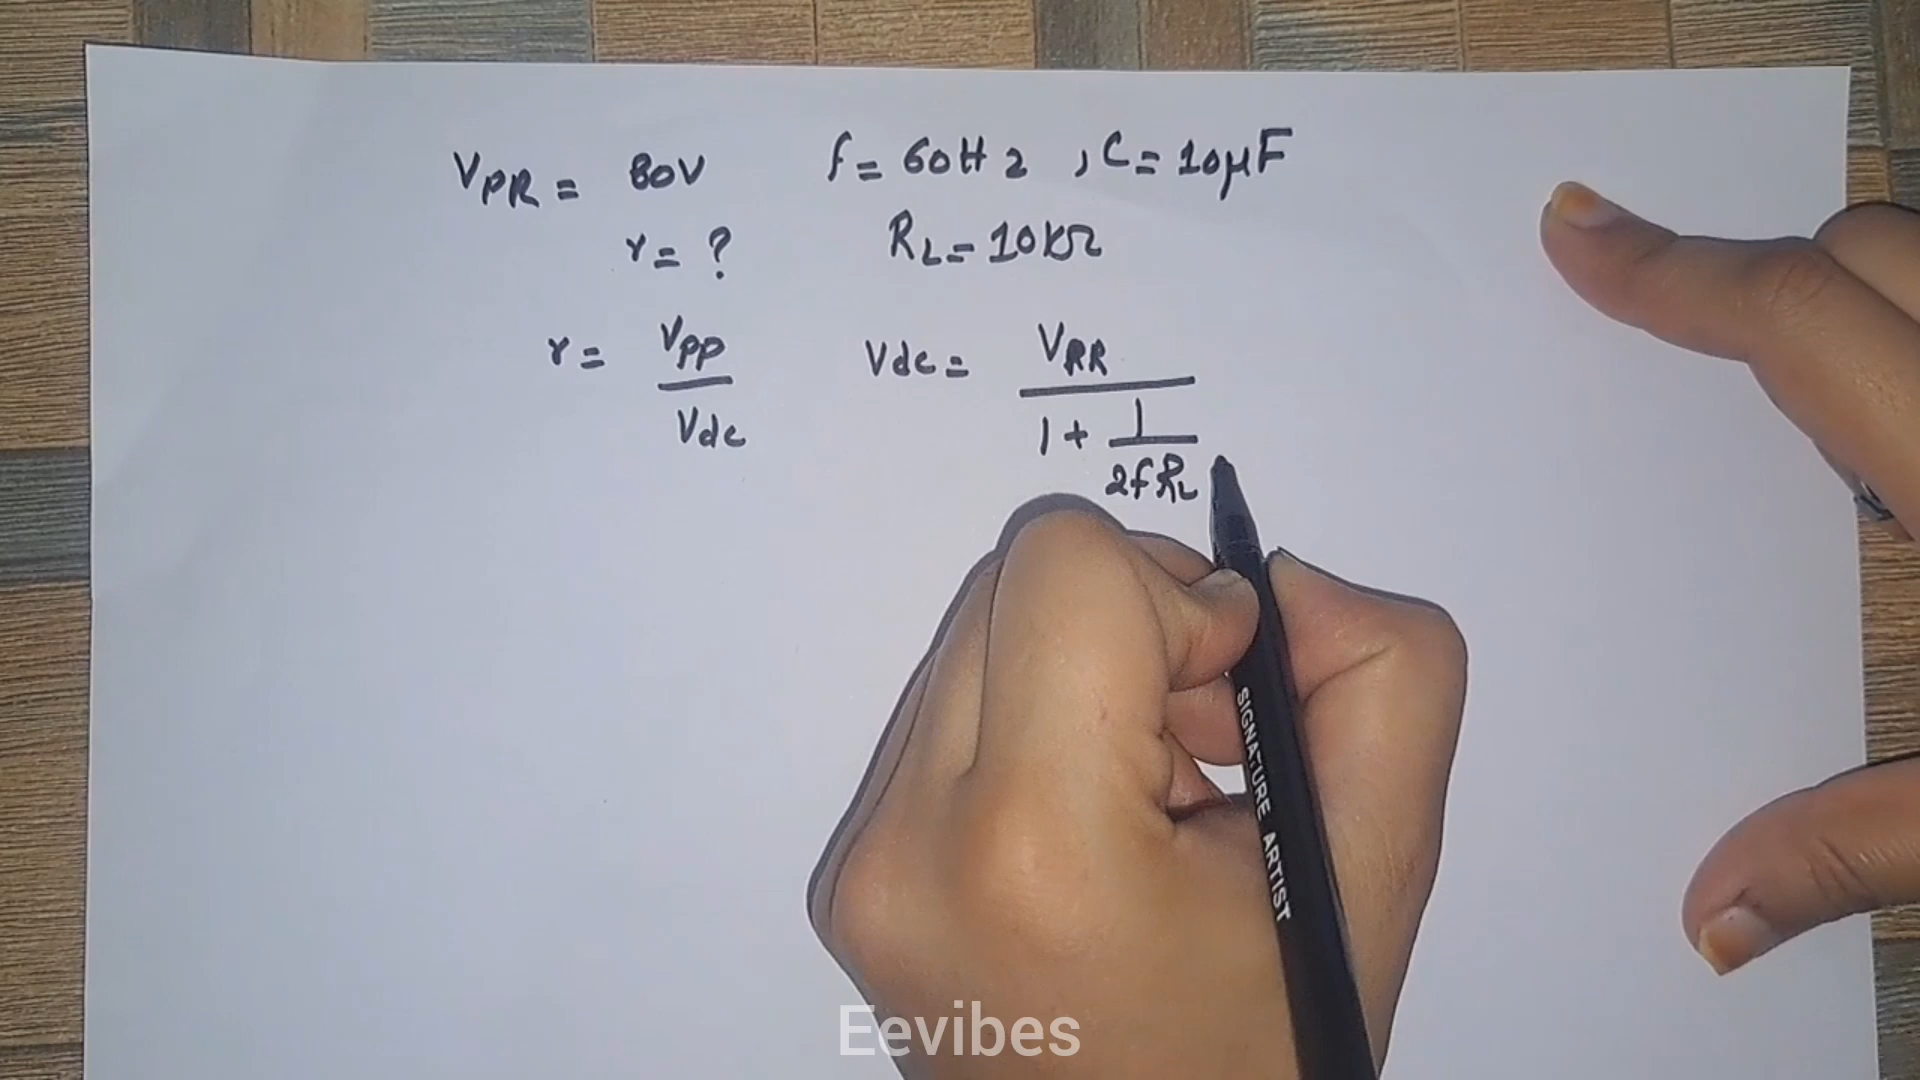 VPR = 80V f = 60Hz , C = 10μF
r = ? RL = 10kΩ
r = VPP / Vdc Vdc = VRR / 1 + 1 / 2fRL
SIGNATURE ARTIST
Eevibes